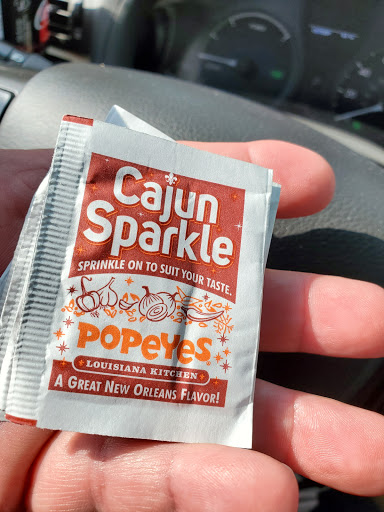 Cajun
Sparkle
SPRINKLE ON TO SUIT YOUR TASTE.
POPEYES
LOUISIANA KITCHEN
A GREAT NEW ORLEANS FLAVOR!